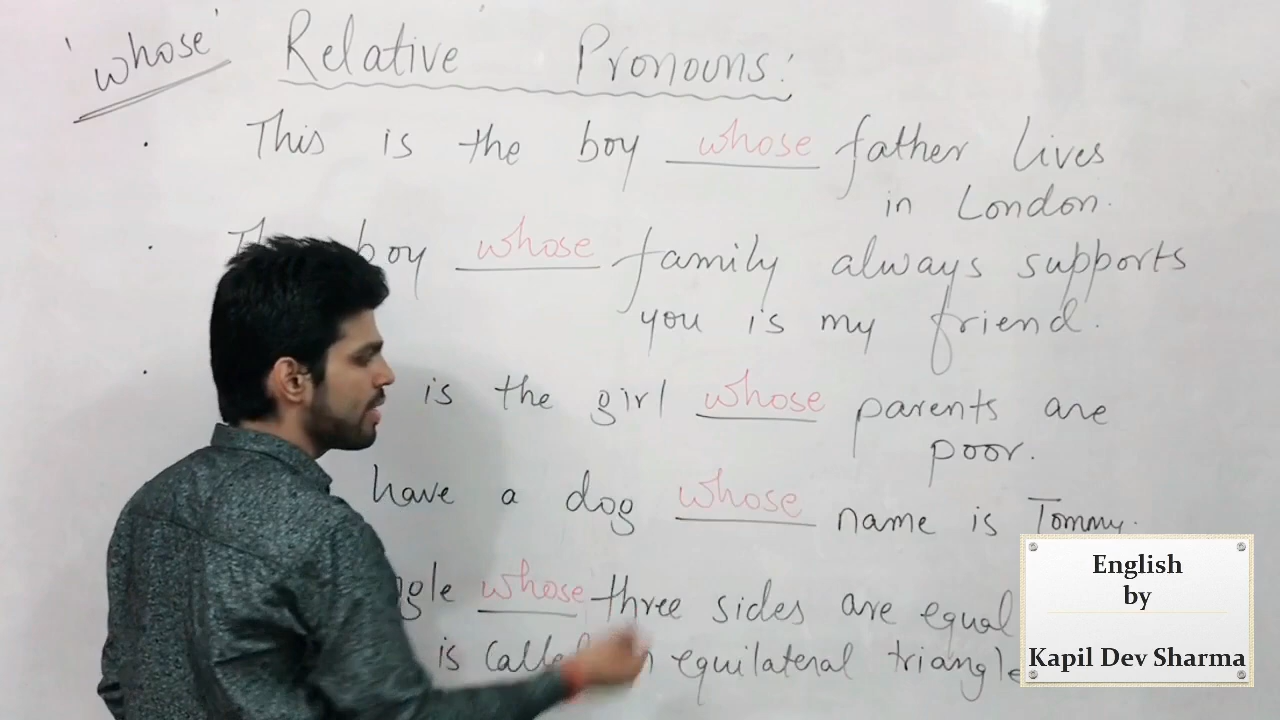 'whose' Relative Pronouns:
. This is the boy whose father lives
in London.
. boy whose family always supports
you is my friend.
. is the girl whose parents are
poor.
have a dog whose name is Tommy.
whose three sides are equal
is called equilateral triangle
English
by
Kapil Dev Sharma